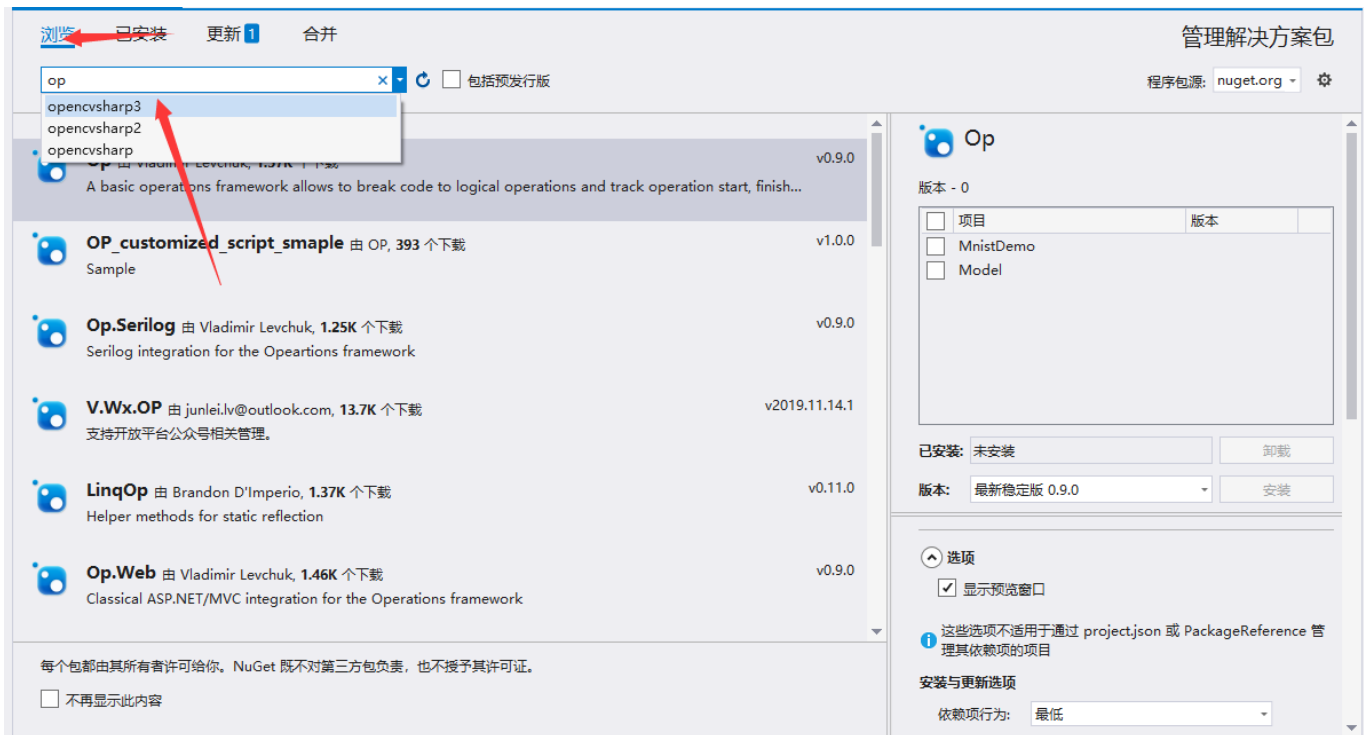 浏览 已安装 更新 1 合并 管理解决方案包
op 包括预发行版 程序包源: nuget.org
opencvsharp3
opencvsharp2
opencvsharp
Op 由 Vladimir Levchuk, 1.37K 个下载 v0.9.0
A basic operations framework allows to break code to logical operations and track operation start, finish...
OP_customized_script_smaple 由 OP, 393 个下载 v1.0.0
Sample
Op.Serilog 由 Vladimir Levchuk, 1.25K 个下载 v0.9.0
Serilog integration for the Opeartions framework
V.Wx.OP 由 junlei.lv@outlook.com, 13.7K 个下载 v2019.11.14.1
支持开放平台公众号相关管理。
LinqOp 由 Brandon D'Imperio, 1.37K 个下载 v0.11.0
Helper methods for static reflection
Op.Web 由 Vladimir Levchuk, 1.46K 个下载 v0.9.0
Classical ASP.NET/MVC integration for the Operations framework
每个包都由其所有者许可给你。NuGet 既不对第三方包负责，也不授予其许可证。
不再显示此内容
Op
版本 - 0
项目 版本
MnistDemo
Model
已安装: 未安装 卸载
版本: 最新稳定版 0.9.0 安装
选项
显示预览窗口
这些选项不适用于通过 project.json 或 PackageReference 管
理其依赖项的项目
安装与更新选项
依赖项行为: 最低